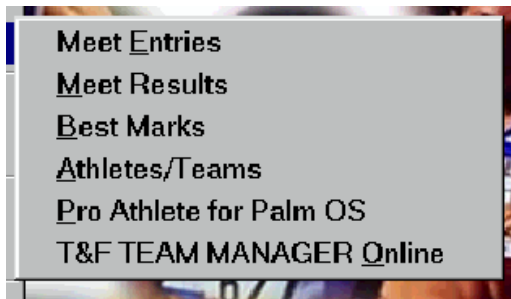 Meet Entries
Meet Results
Best Marks
Athletes/Teams
Pro Athlete for Palm OS
T&F TEAM MANAGER Online